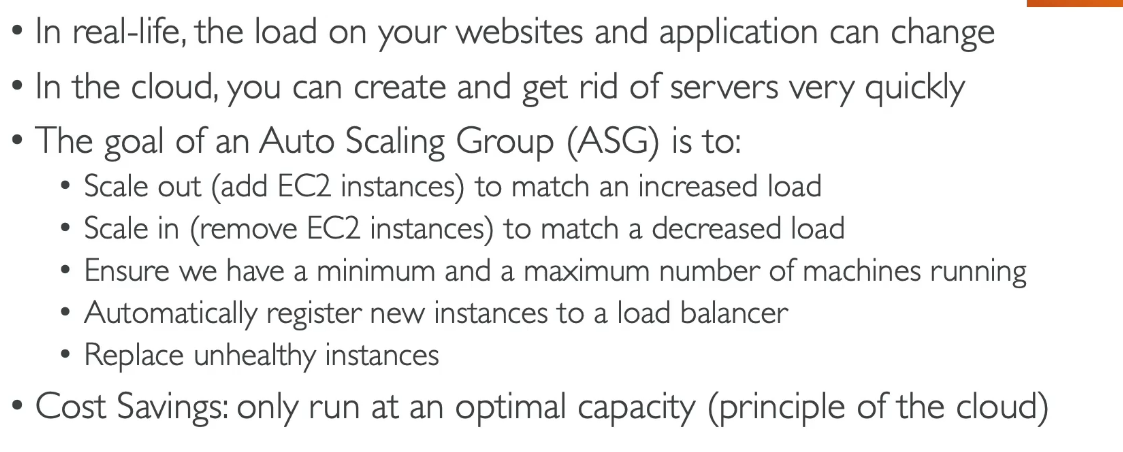 • In real-life, the load on your websites and application can change
• In the cloud, you can create and get rid of servers very quickly
• The goal of an Auto Scaling Group (ASG) is to:
• Scale out (add EC2 instances) to match an increased load
• Scale in (remove EC2 instances) to match a decreased load
• Ensure we have a minimum and a maximum number of machines running
• Automatically register new instances to a load balancer
• Replace unhealthy instances
• Cost Savings: only run at an optimal capacity (principle of the cloud)